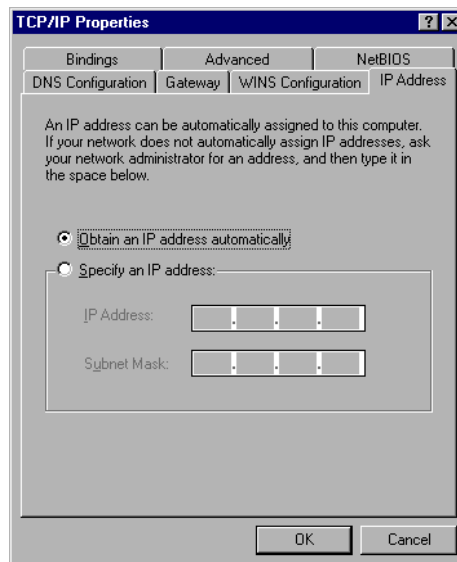 TCP/IP Properties
Bindings Advanced NetBIOS
DNS Configuration Gateway WINS Configuration IP Address
An IP address can be automatically assigned to this computer.
If your network does not automatically assign IP addresses, ask
your network administrator for an address, and then type it in
the space below.
Obtain an IP address automatically
Specify an IP address:
IP Address:
Subnet Mask:
OK Cancel